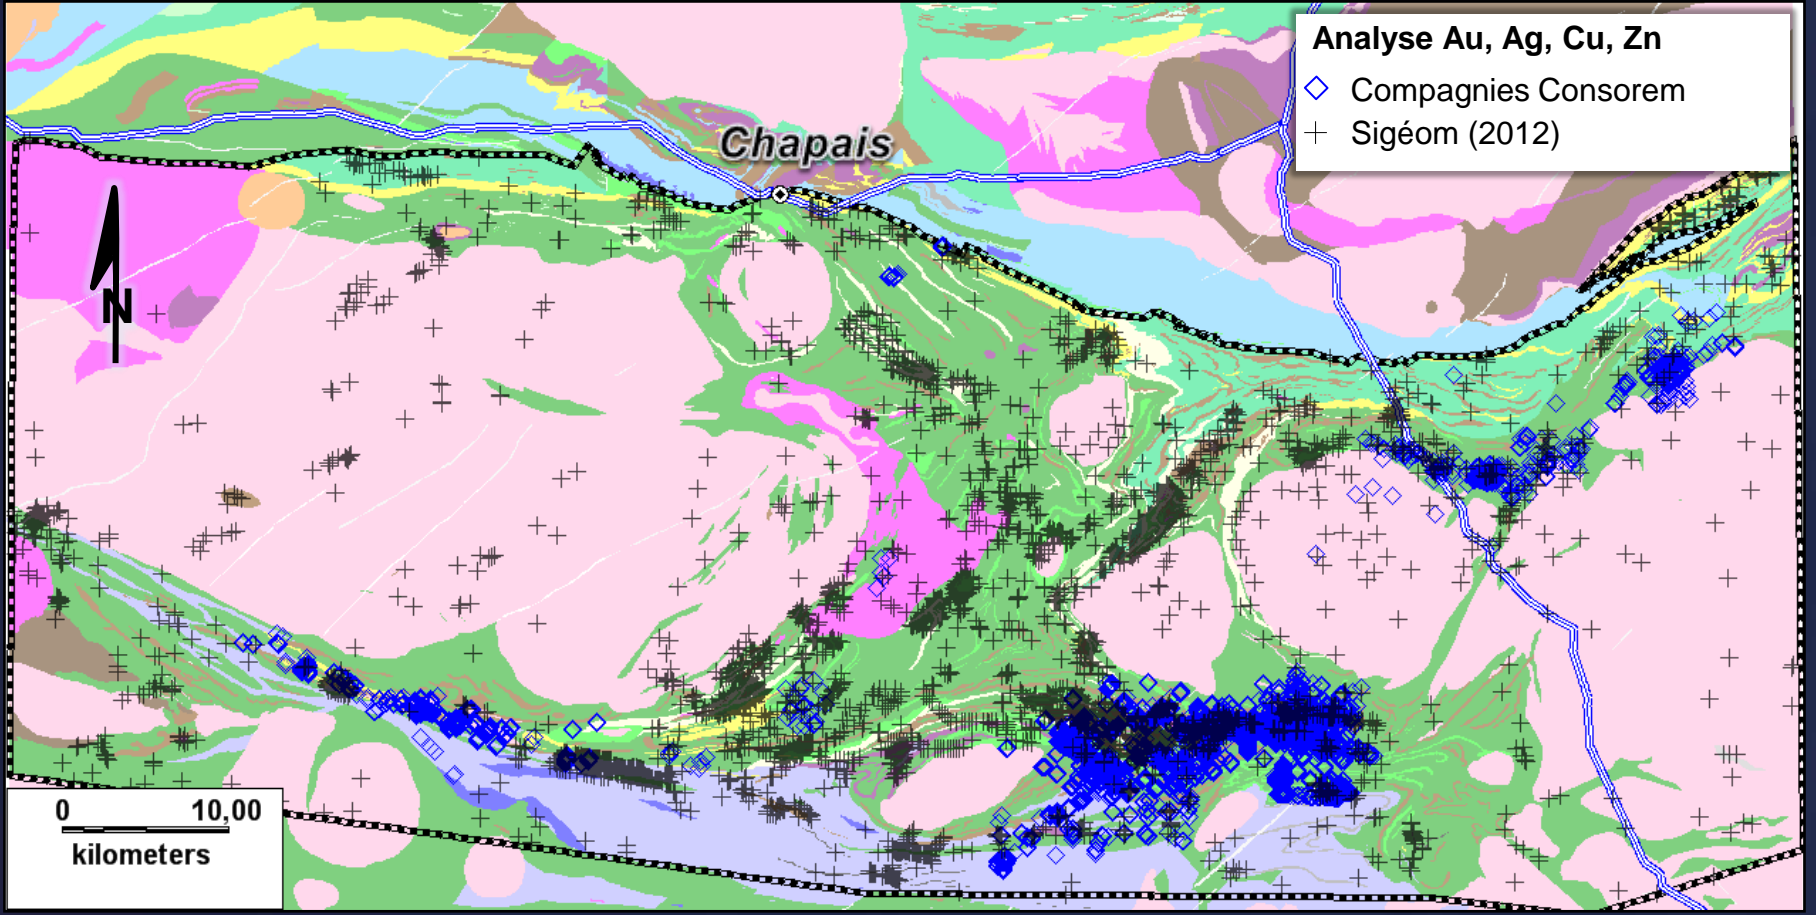 Analyse Au, Ag, Cu, Zn
Compagnies Consorem
Sigéom (2012)
Chapais
N
0 10,00
kilometers